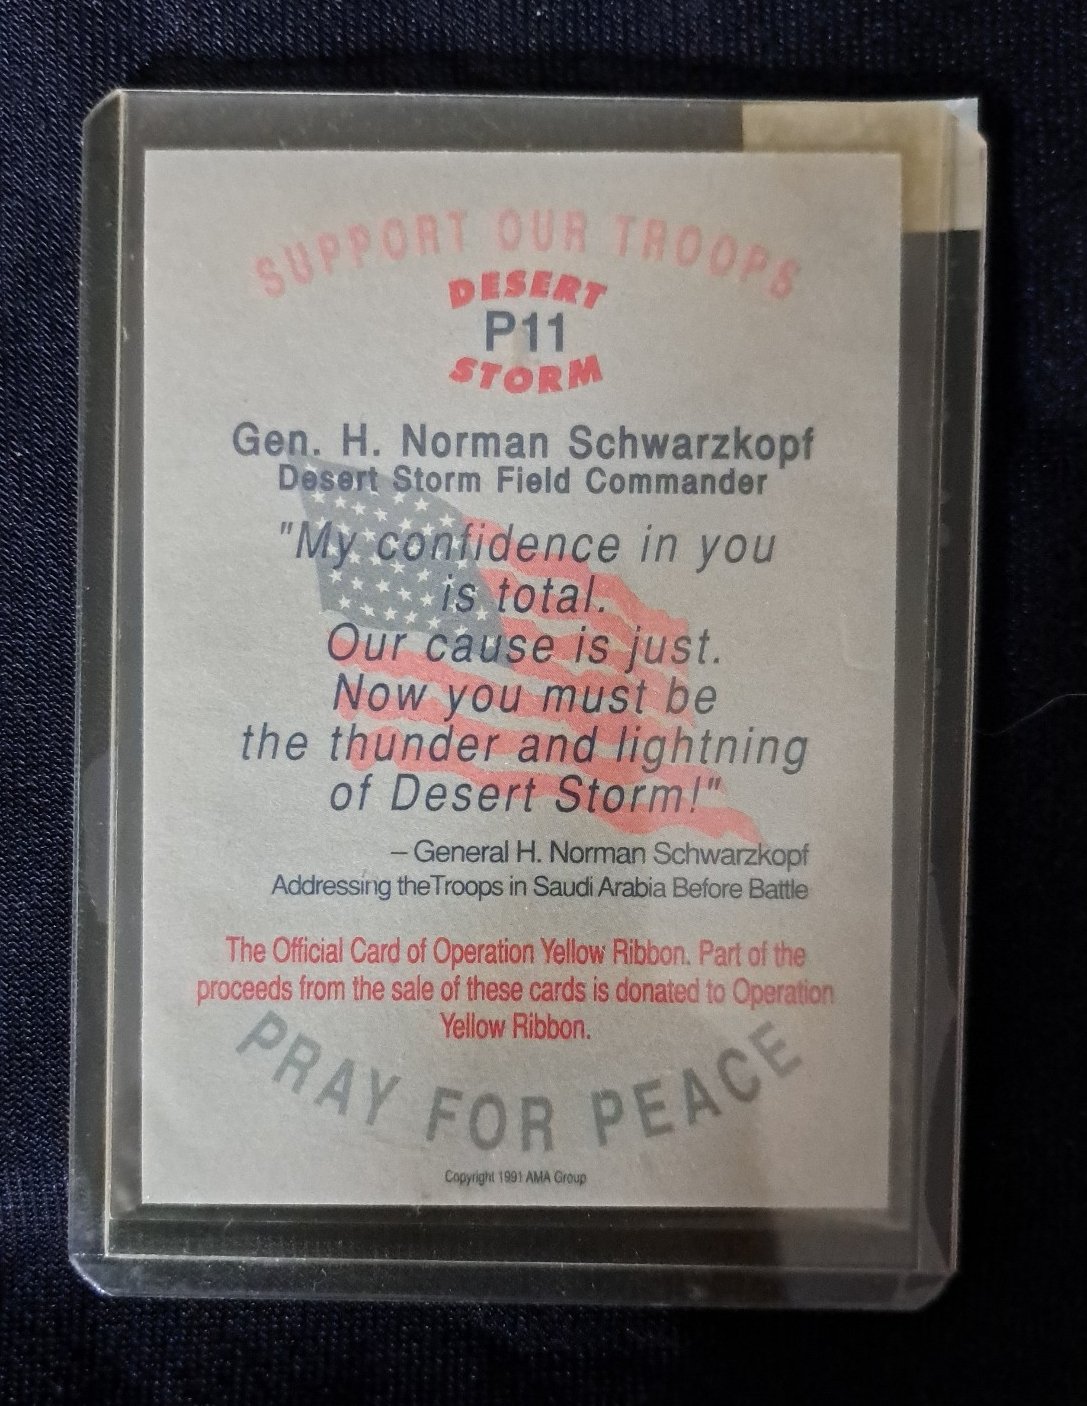 SUPPORT OUR TROOPS
DESERT
P11
STORM
Gen. H. Norman Schwarzkopf
Desert Storm Field Commander
"My confidence in you
is total.
Our cause is just.
Now you must be
the thunder and lightning
of Desert Storm!"
– General H. Norman Schwarzkopf
Addressing theTroops in Saudi Arabia Before Battle
The Official Card of Operation Yellow Ribbon. Part of the
proceeds from the sale of these cards is donated to Operation
Yellow Ribbon.
PRAY FOR PEACE
Copyright 1991 AMA Group